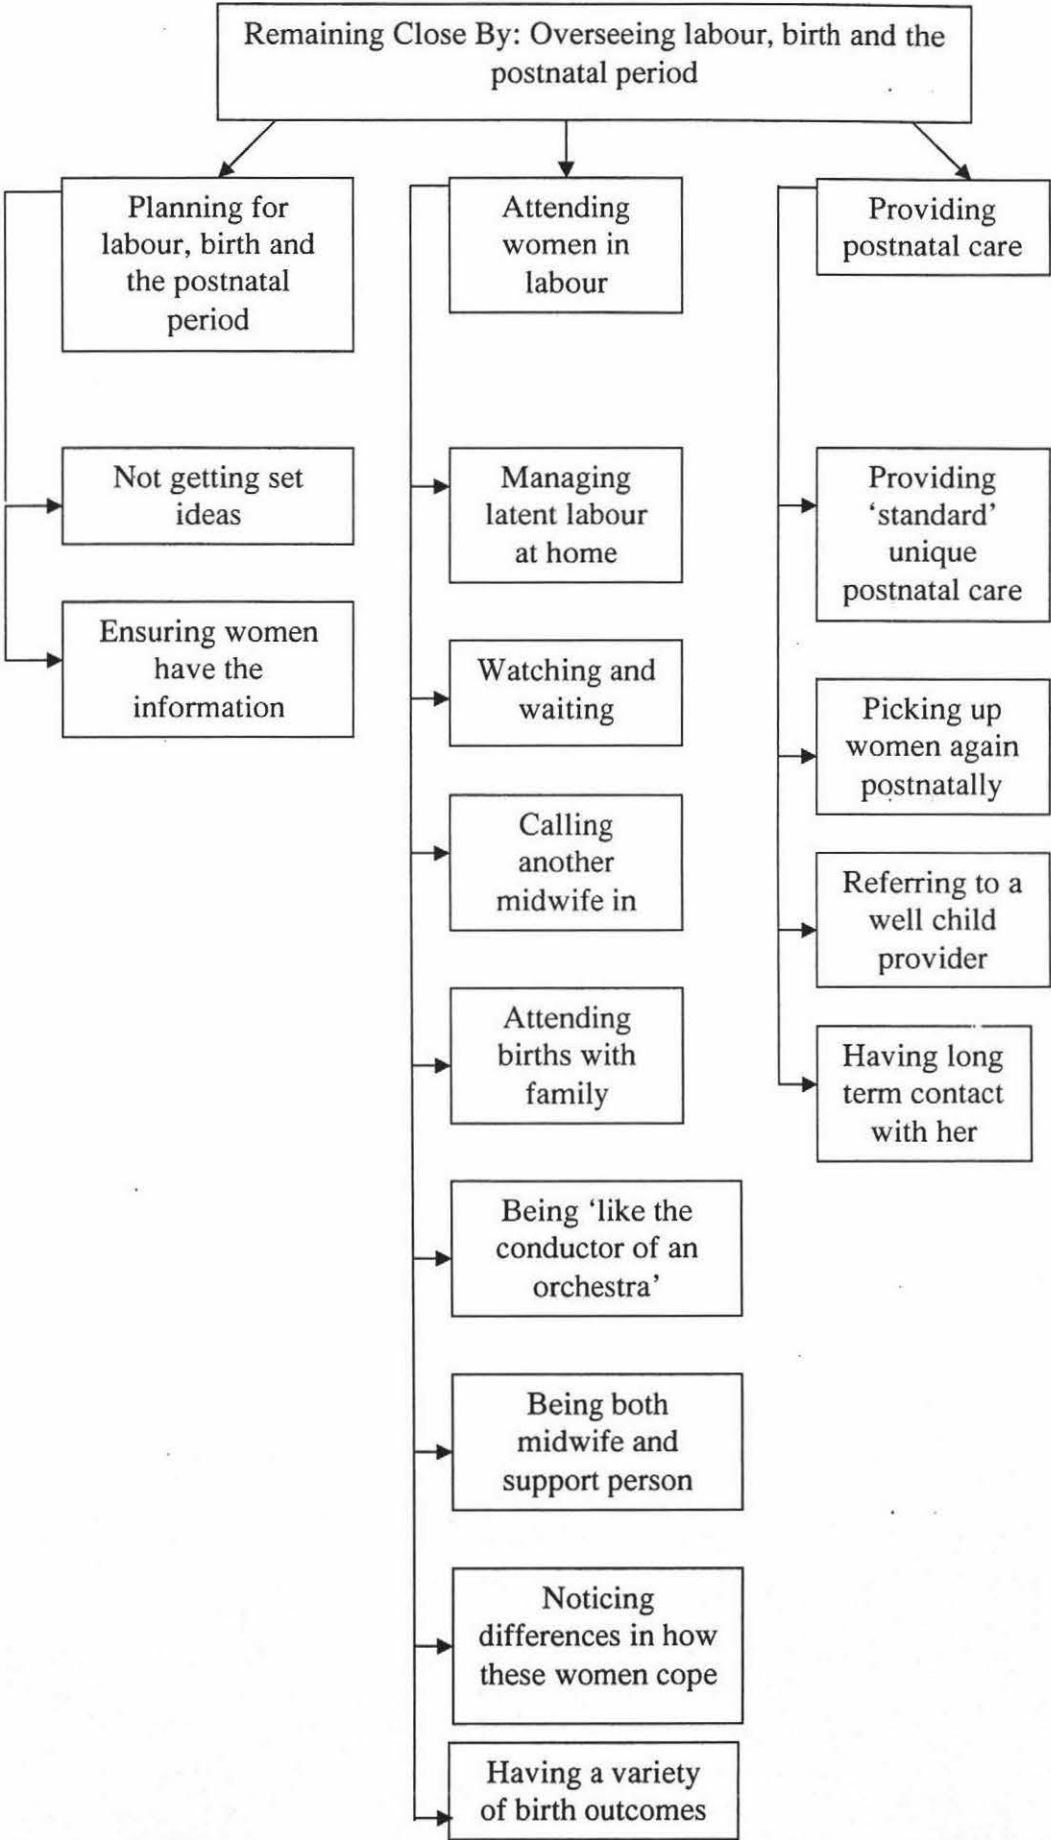 Remaining Close By: Overseeing labour, birth and the
postnatal period
Planning for
labour, birth and
the postnatal
period
Not getting set
ideas
Ensuring women
have the
information
Attending
women in
labour
Managing
latent labour
at home
Watching and
waiting
Calling
another
midwife in
Attending
births with
family
Being ‘like the
conductor of an
orchestra’
Being both
midwife and
support person
Noticing
differences in how
these women cope
Having a variety
of birth outcomes
Providing
postnatal care
Providing
‘standard’
unique
postnatal care
Picking up
women again
postnatally
Referring to a
well child
provider
Having long
term contact
with her